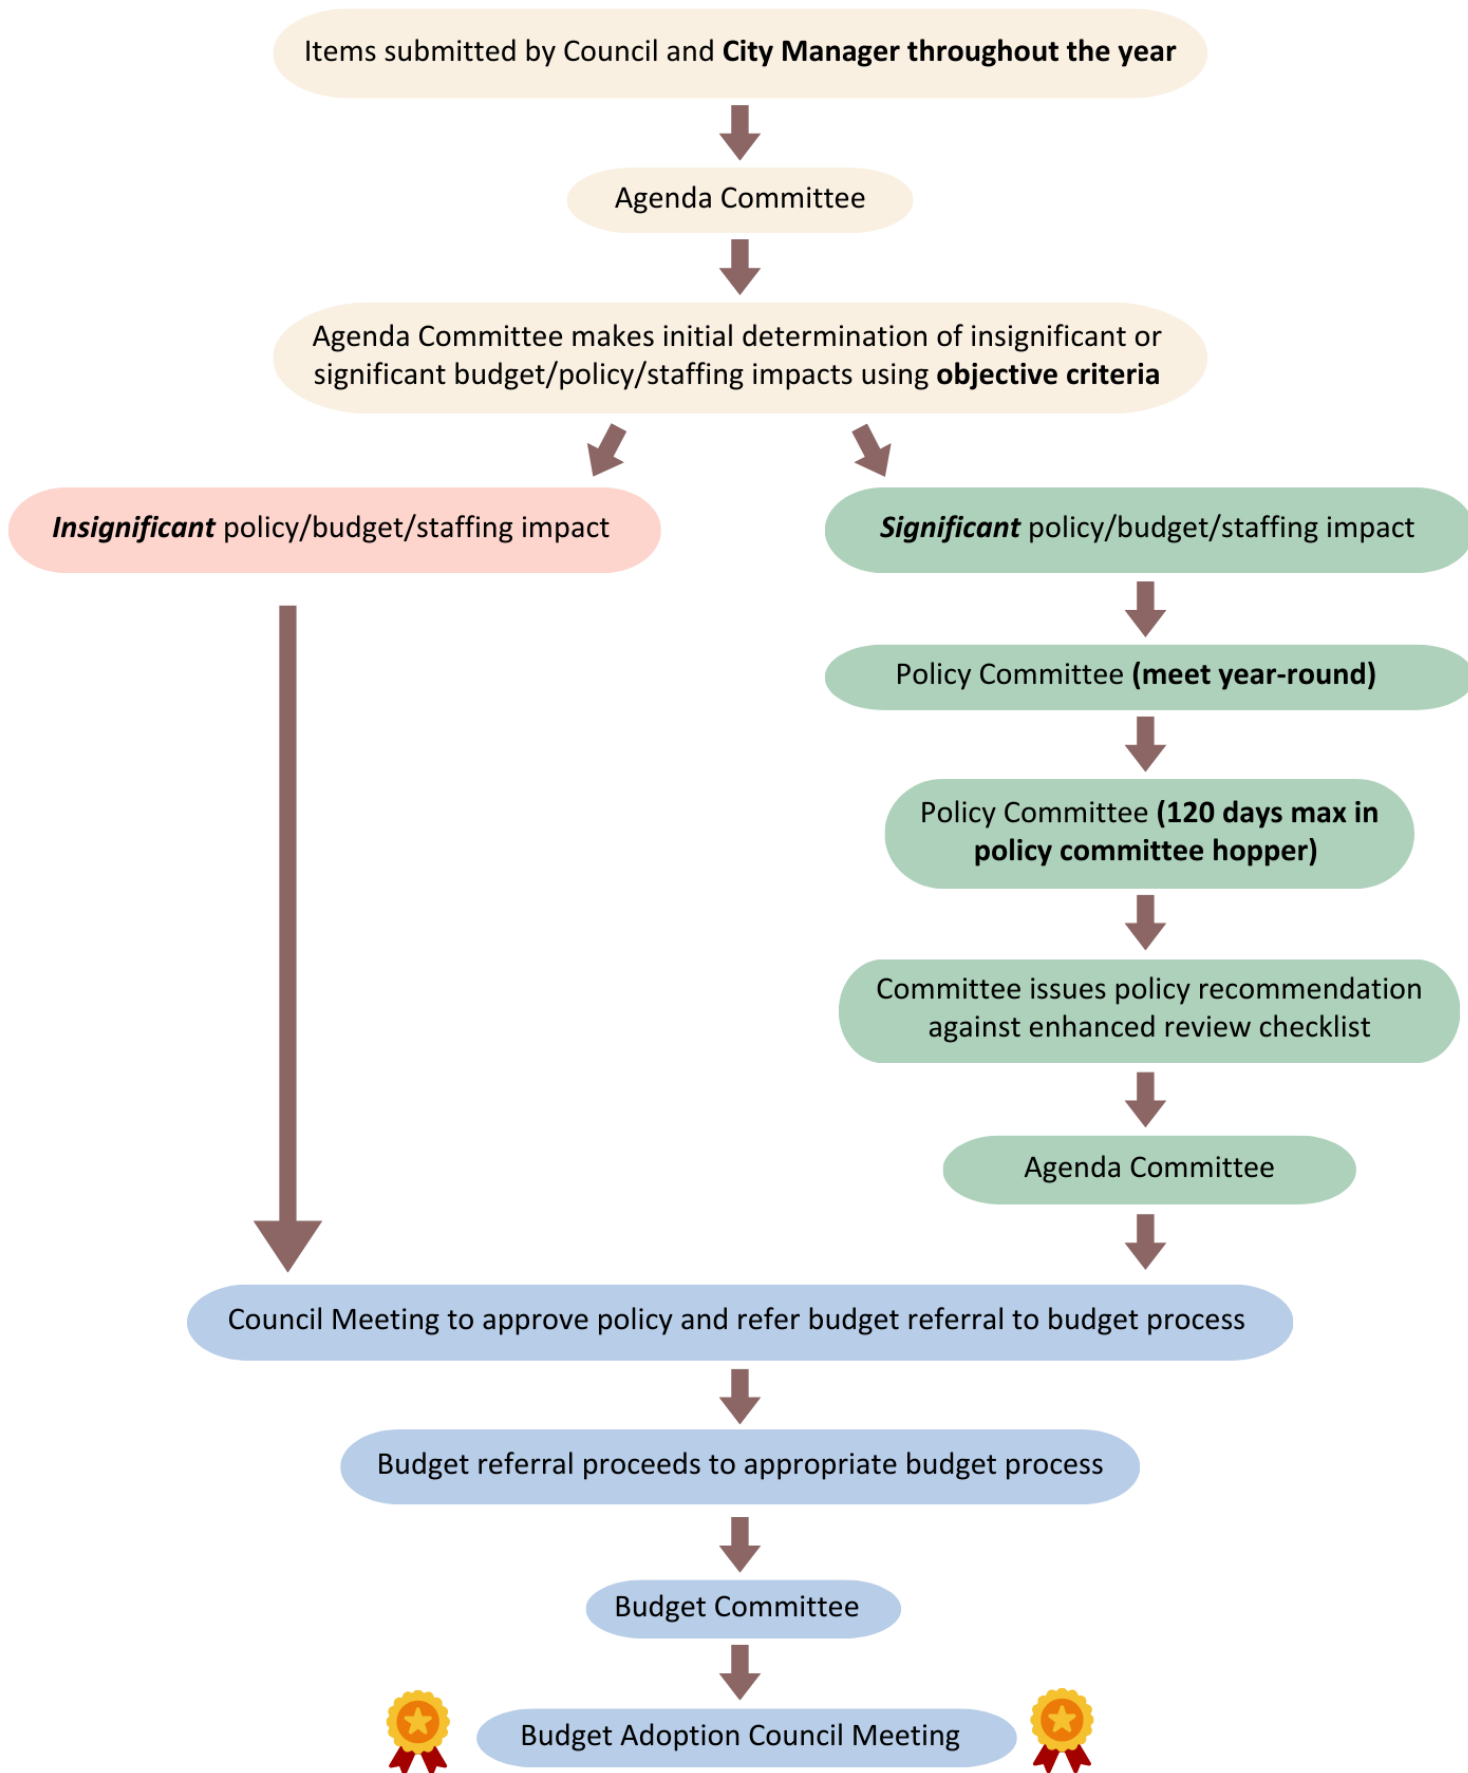 Items submitted by Council and City Manager throughout the year
Agenda Committee
Agenda Committee makes initial determination of insignificant or
significant budget/policy/staffing impacts using objective criteria
Insignificant policy/budget/staffing impact
Significant policy/budget/staffing impact
Policy Committee (meet year-round)
Policy Committee (120 days max in
policy committee hopper)
Committee issues policy recommendation
against enhanced review checklist
Agenda Committee
Council Meeting to approve policy and refer budget referral to budget process
Budget referral proceeds to appropriate budget process
Budget Committee
Budget Adoption Council Meeting